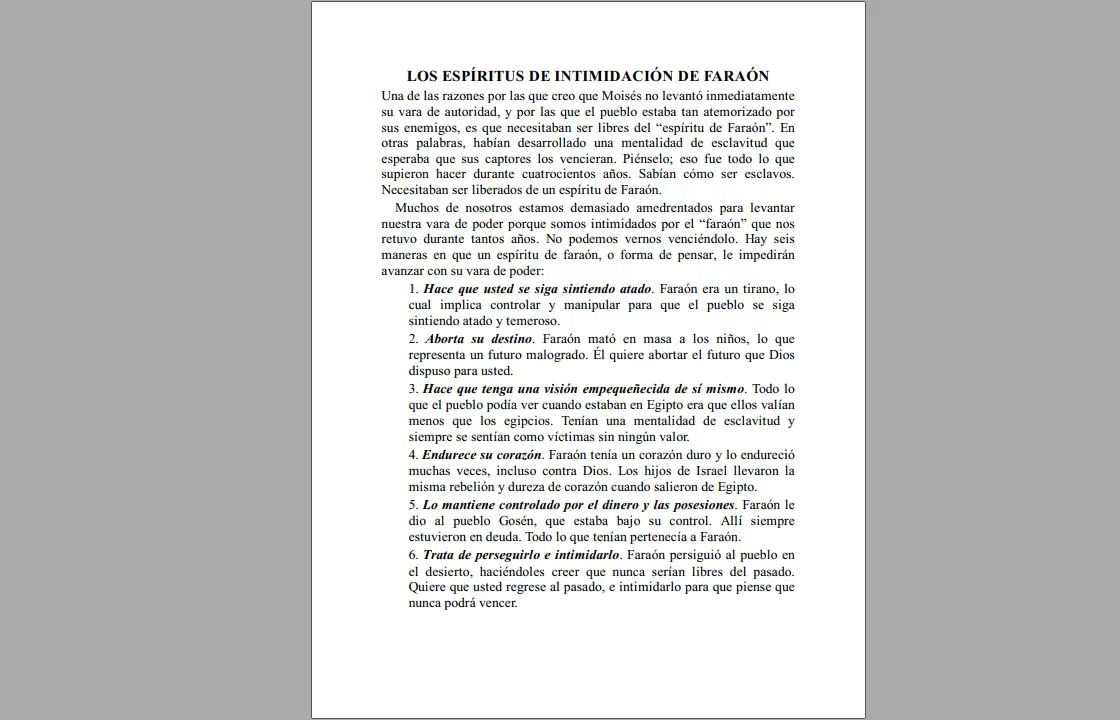 LOS ESPÍRITUS DE INTIMIDACIÓN DE FARAÓN
Una de las razones por las que creo que Moisés no levantó inmediatamente
su vara de autoridad, y por las que el pueblo estaba tan atemorizado por
sus enemigos, es que necesitaban ser libres del “espíritu de Faraón”. En
otras palabras, habían desarrollado una mentalidad de esclavitud que
esperaba que sus captores los vencieran. Piénselo; eso fue todo lo que
supieron hacer durante cuatrocientos años. Sabían cómo ser esclavos.
Necesitaban ser liberados de un espíritu de Faraón.
Muchos de nosotros estamos demasiado amedrentados para levantar
nuestra vara de poder porque somos intimidados por el “faraón” que nos
retuvo durante tantos años. No podemos vernos venciéndolo. Hay seis
maneras en que un espíritu de faraón, o forma de pensar, le impedirán
avanzar con su vara de poder:
1. Hace que usted se siga sintiendo atado. Faraón era un tirano, lo
cual implica controlar y manipular para que el pueblo se siga
sintiendo atado y temeroso.
2. Aborta su destino. Faraón mató en masa a los niños, lo que
representa un futuro malogrado. Él quiere abortar el futuro que Dios
dispuso para usted.
3. Hace que tenga una visión empequeñecida de sí mismo. Todo lo
que el pueblo podía ver cuando estaban en Egipto era que ellos valían
menos que los egipcios. Tenían una mentalidad de esclavitud y
siempre se sentían como víctimas sin ningún valor.
4. Endurece su corazón. Faraón tenía un corazón duro y lo endureció
muchas veces, incluso contra Dios. Los hijos de Israel llevaron la
misma rebelión y dureza de corazón cuando salieron de Egipto.
5. Lo mantiene controlado por el dinero y las posesiones. Faraón le
dio al pueblo Gosén, que estaba bajo su control. Allí siempre
estuvieron en deuda. Todo lo que tenían pertenecía a Faraón.
6. Trata de perseguirlo e intimidarlo. Faraón persiguió al pueblo en
el desierto, haciéndoles creer que nunca serían libres del pasado.
Quiere que usted regrese al pasado, e intimidarlo para que piense que
nunca podrá vencer.